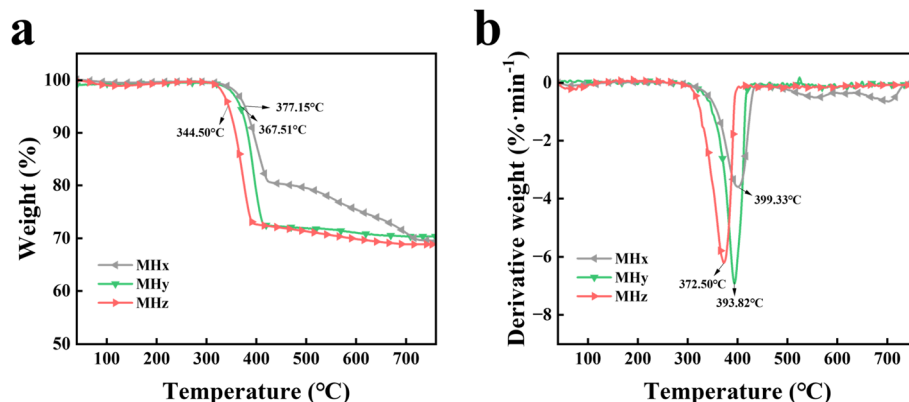 a
Weight (%)
100
90
80
70
60
50
377.15°C
344.50°C
367.51°C
MHx
MHy
MHz
100 200 300 400 500 600 700
Temperature (°C)
b
Derivative weight (%·min⁻¹)
0
−2
−4
−6
−8
399.33°C
372.50°C
393.82°C
MHx
MHy
MHz
100 200 300 400 500 600 700
Temperature (°C)